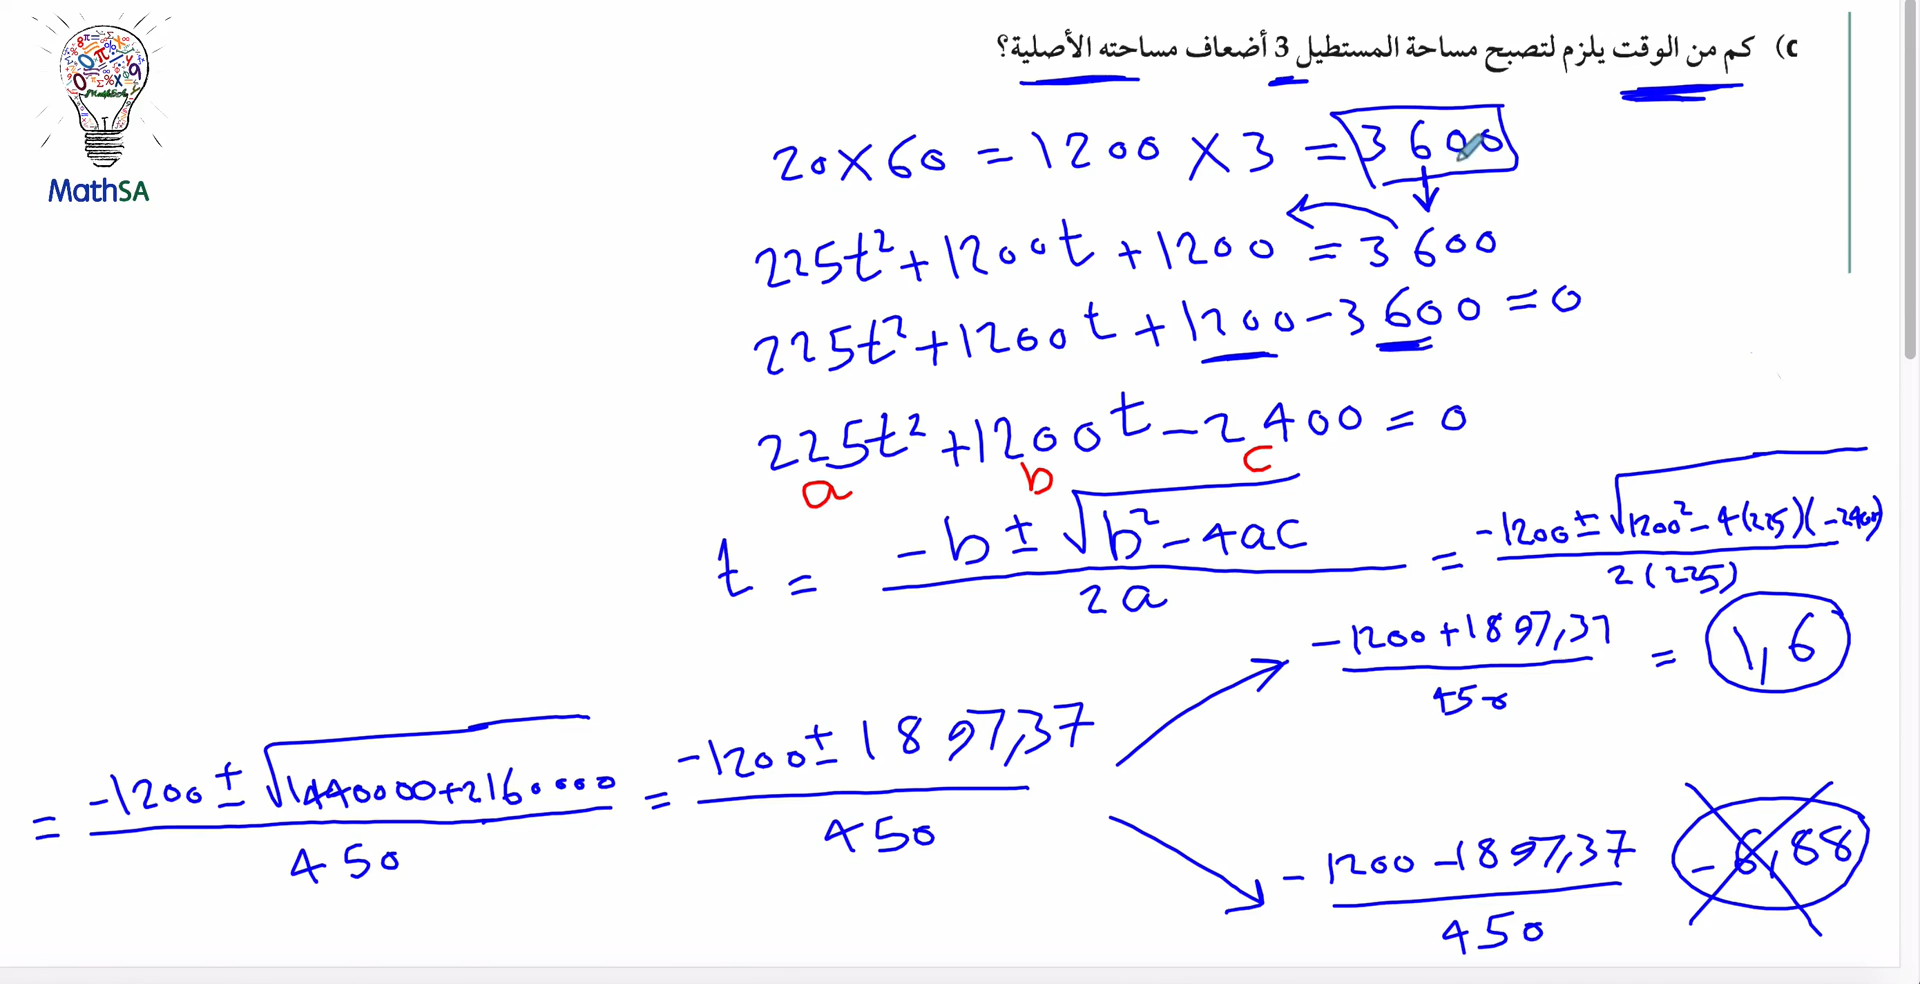 MathSA
c) كم من الوقت يلزم لتصبح مساحة المستطيل 3 أضعاف مساحته الأصلية؟
20 × 60 = 1200 × 3 = 3600
225t² + 1200t + 1200 = 3600
225t² + 1200t + 1200 - 3600 = 0
225t² + 1200t - 2400 = 0
a b c
t = (-b ± √(b² - 4ac)) / 2a = (-1200 ± √(1200² - 4(225)(-2400))) / 2(225)
(-1200 + 1897,37) / 450 = 1,6
= (-1200 ± √(1440000 + 2160000)) / 450 = (-1200 ± 1897,37) / 450
(-1200 - 1897,37) / 450 -6,88